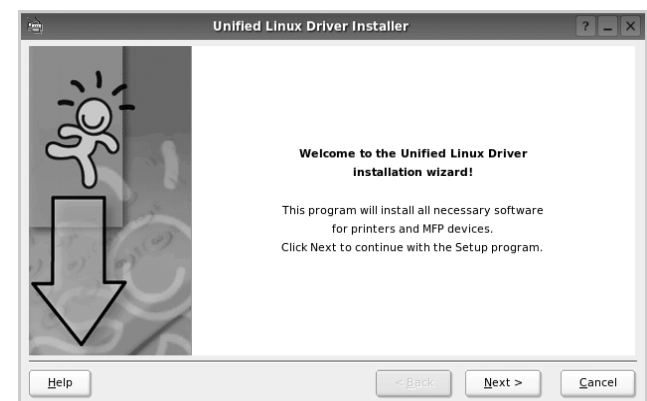 Unified Linux Driver Installer
Welcome to the Unified Linux Driver
installation wizard!
This program will install all necessary software
for printers and MFP devices.
Click Next to continue with the Setup program.
Help
< Back
Next >
Cancel